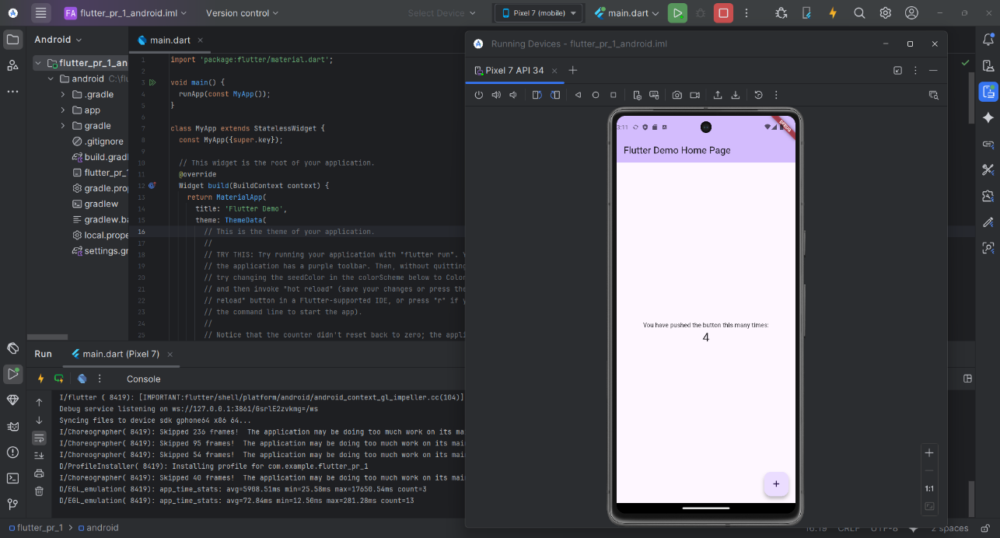 FA flutter_pr_1_android.iml
Version control
Select Device
Pixel 7 (mobile)
main.dart
Android
main.dart
flutter_pr_1_an
android C:\flu
.gradle
app
gradle
.gitignore
build.grad
flutter_pr_1
gradle.prop
gradlew
gradlew.ba
local.prope
settings.gr
1 import 'package:flutter/material.dart';
2
3 void main() {
4 runApp(const MyApp());
5 }
6
7 class MyApp extends StatelessWidget {
8 const MyApp({super.key});
9
10 // This widget is the root of your application.
11 @override
12 Widget build(BuildContext context) {
13 return MaterialApp(
14 title: 'Flutter Demo',
15 theme: ThemeData(
16 // This is the theme of your application.
17 //
18 // TRY THIS: Try running your application with "flutter run". Y
19 // the application has a purple toolbar. Then, without quitting
20 // try changing the seedColor in the colorScheme below to Color
21 // and then invoke "hot reload" (save your changes or press the
22 // reload" button in a Flutter-supported IDE, or press "r" if y
23 // the command line to start the app).
24 //
25 // Notice that the counter didn't reset back to zero; the appli
Running Devices - flutter_pr_1_android.iml
Pixel 7 API 34
3:11
DEBUG
Flutter Demo Home Page
You have pushed the button this many times:
4
+
1:1
Run
main.dart (Pixel 7)
Console
I/flutter ( 8419): [IMPORTANT:flutter/shell/platform/android/android_context_gl_impeller.cc(104)]
Debug service listening on ws://127.0.0.1:3861/GsrlE2zvkmg=/ws
Syncing files to device sdk gphone64 x86 64...
I/Choreographer( 8419): Skipped 236 frames!  The application may be doing too much work on its ma
I/Choreographer( 8419): Skipped 95 frames!  The application may be doing too much work on its mai
I/Choreographer( 8419): Skipped 54 frames!  The application may be doing too much work on its mai
D/ProfileInstaller( 8419): Installing profile for com.example.flutter_pr_1
I/Choreographer( 8419): Skipped 40 frames!  The application may be doing too much work on its mai
D/EGL_emulation( 8419): app_time_stats: avg=5908.51ms min=25.58ms max=17650.54ms count=3
D/EGL_emulation( 8419): app_time_stats: avg=72.84ms min=12.50ms max=281.28ms count=13
flutter_pr_1 > android
16:19 CRLF UTF-8 2 spaces